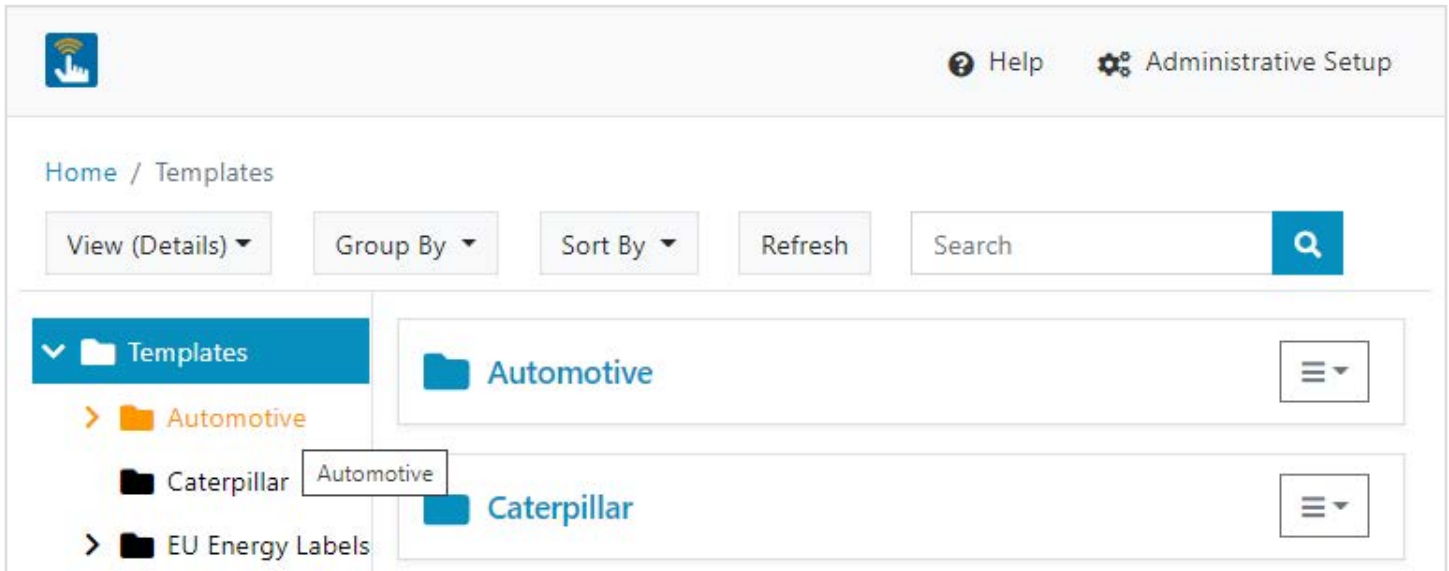 Help Administrative Setup
Home / Templates
View (Details) Group By Sort By Refresh Search
Templates
Automotive
Caterpillar
EU Energy Labels
Automotive
Automotive
Caterpillar